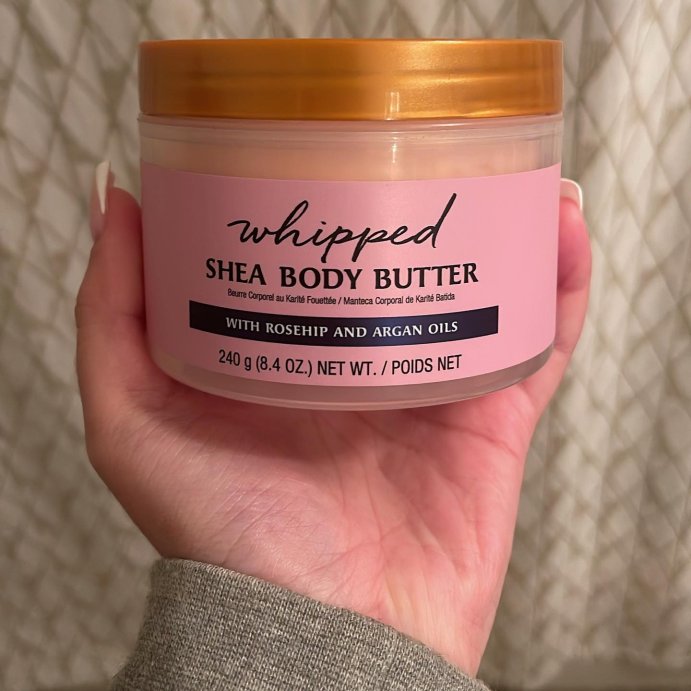 whipped
SHEA BODY BUTTER
Beurre Corporel au Karité Fouettée / Manteca Corporal de Karité Batida
WITH ROSEHIP AND ARGAN OILS
240 g (8.4 OZ.) NET WT. / POIDS NET